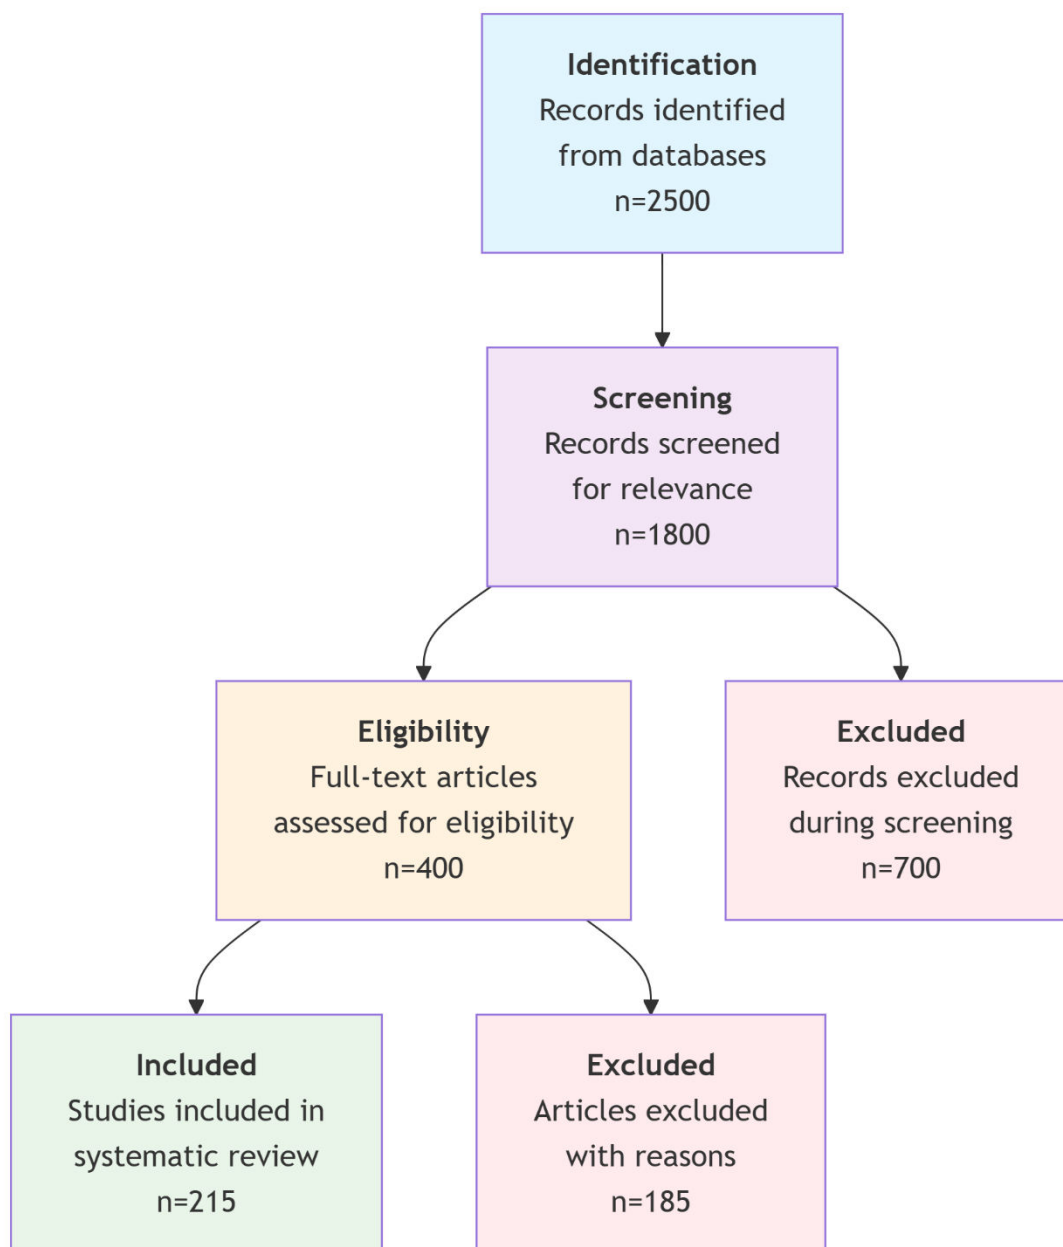 Identification
Records identified
from databases
n=2500
Screening
Records screened
for relevance
n=1800
Eligibility
Full-text articles
assessed for eligibility
n=400
Excluded
Records excluded
during screening
n=700
Included
Studies included in
systematic review
n=215
Excluded
Articles excluded
with reasons
n=185